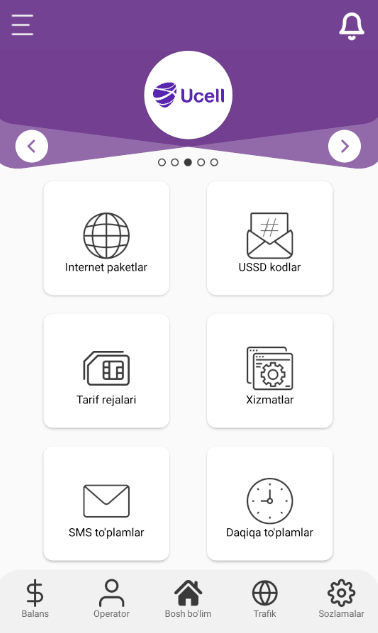 Ucell
Internet paketlar
USSD kodlar
Tarif rejalari
Xizmatlar
SMS to'plamlar
Daqiqa to'plamlar
Balans
Operator
Bosh bo'lim
Trafik
Sozlamalar